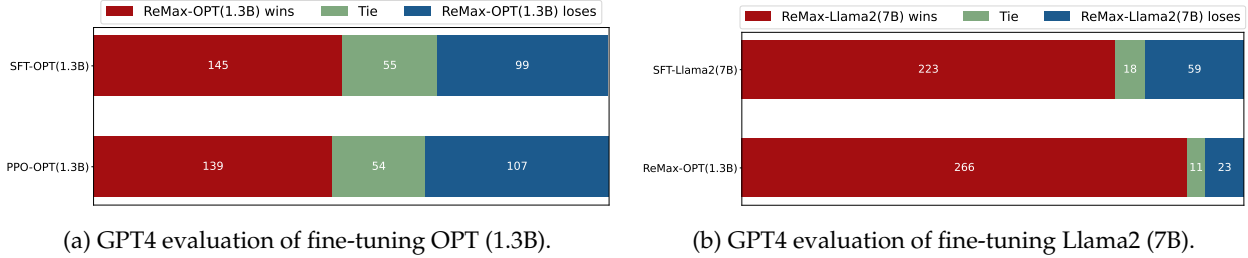 ReMax-OPT(1.3B) wins Tie ReMax-OPT(1.3B) loses
SFT-OPT(1.3B) 145 55 99
PPO-OPT(1.3B) 139 54 107
(a) GPT4 evaluation of fine-tuning OPT (1.3B).
ReMax-Llama2(7B) wins Tie ReMax-Llama2(7B) loses
SFT-Llama2(7B) 223 18 59
ReMax-OPT(1.3B) 266 11 23
(b) GPT4 evaluation of fine-tuning Llama2 (7B).